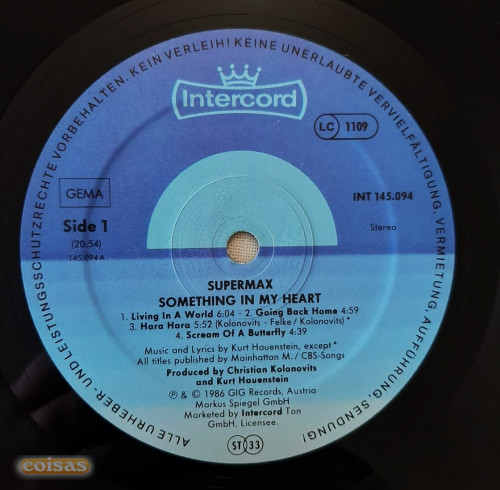 ALLE URHEBER- UND LEISTUNGSSCHUTZRECHTE VORBEHALTEN. KEIN VERLEIH! KEINE UNERLAUBTE VERVIELFÄLTIGUNG, VERMIETUNG, AUFFÜHRUNG, SENDUNG!
Intercord
LC 1109
GEMA
INT 145.094
Side 1
Stereo
(20:54)
145.094 A
SUPERMAX
SOMETHING IN MY HEART
1. Living In A World 6:04 - 2. Going Back Home 4:59
3. Hara Hara 5:52 (Kolonovits - Felke / Kolonovits) *
4. Scream Of A Butterfly 4:39
Music and Lyrics by Kurt Hauenstein, except *
All titles published by Mainhattan M. / CBS-Songs
Produced by Christian Kolonovits
and Kurt Hauenstein
℗ & © 1986 GIG Records, Austria
Markus Spiegel GmbH
Marketed by Intercord Ton
GmbH, Licensee.
ST 33
coisas